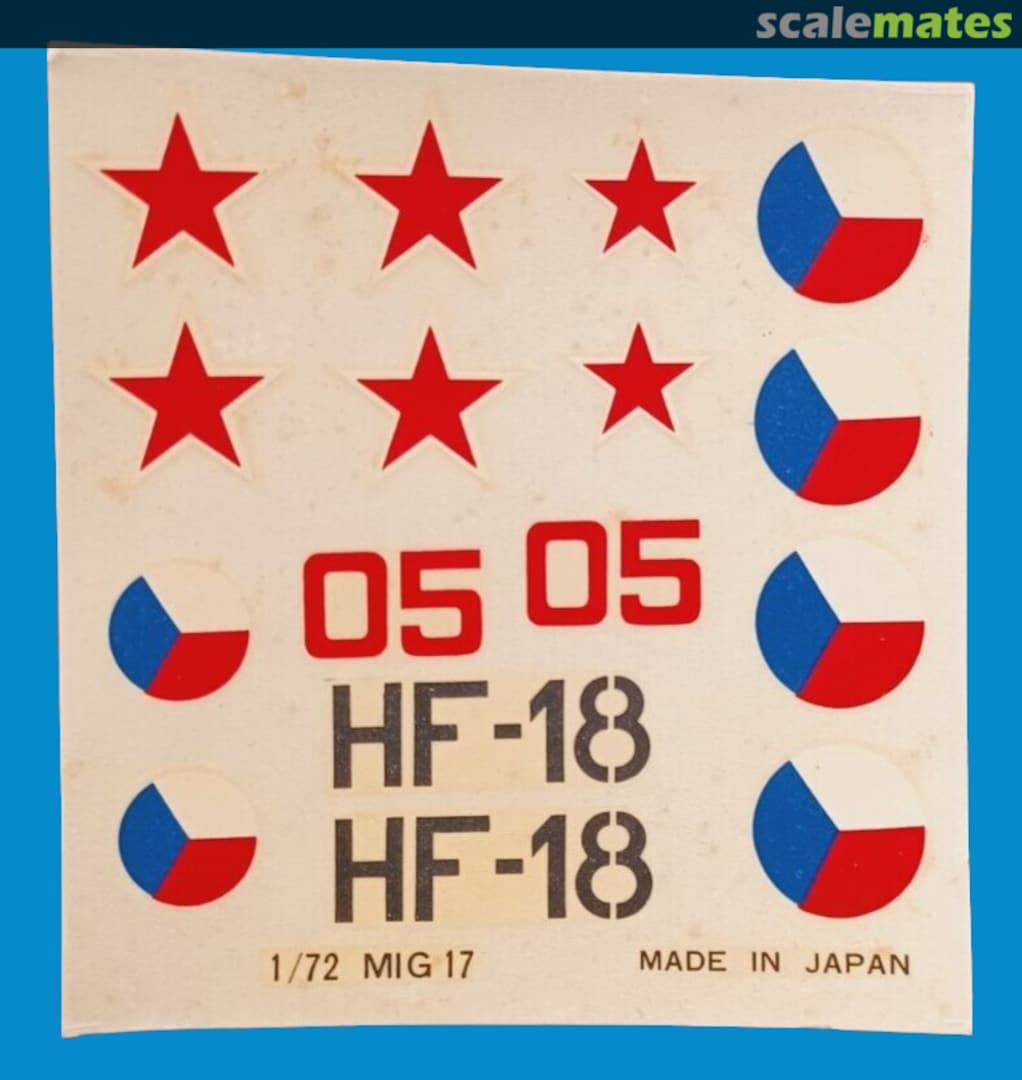 scalemates
05 05
HF-18
HF-18
1/72 MIG 17 MADE IN JAPAN